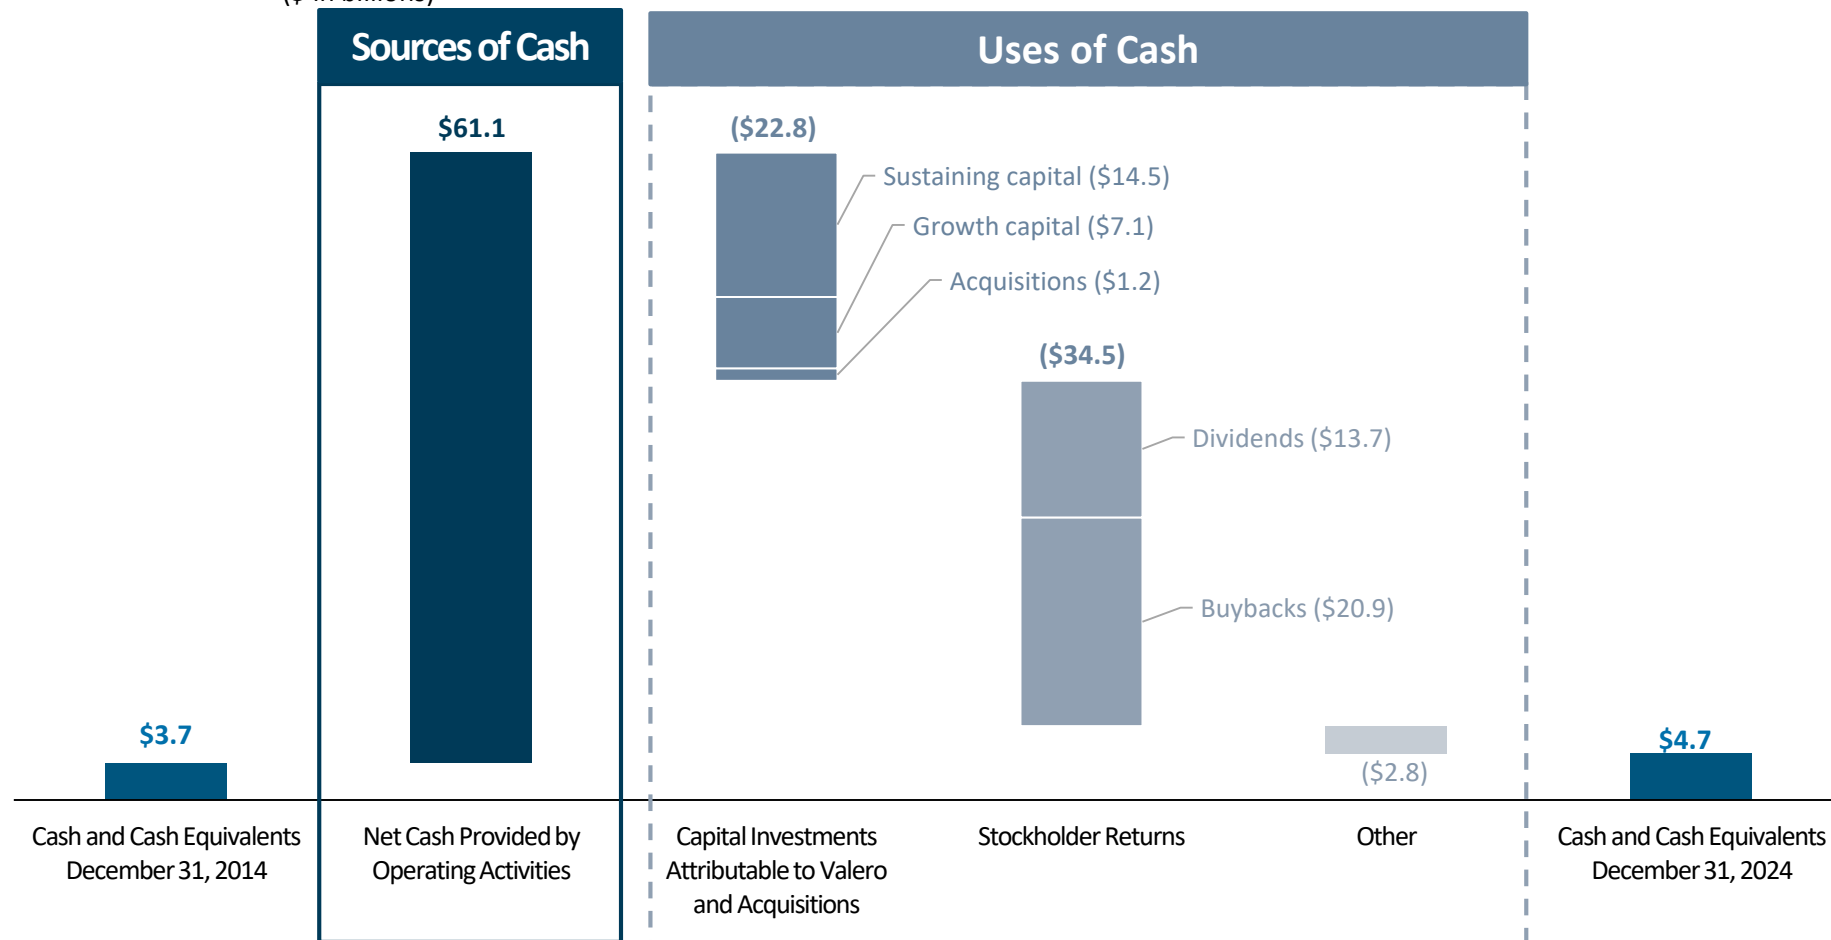 ($ in billions)
Sources of Cash
Uses of Cash
$61.1
($22.8)
Sustaining capital ($14.5)
Growth capital ($7.1)
Acquisitions ($1.2)
($34.5)
Dividends ($13.7)
Buybacks ($20.9)
$3.7
($2.8)
$4.7
Cash and Cash Equivalents
December 31, 2014
Net Cash Provided by
Operating Activities
Capital Investments
Attributable to Valero
and Acquisitions
Stockholder Returns
Other
Cash and Cash Equivalents
December 31, 2024